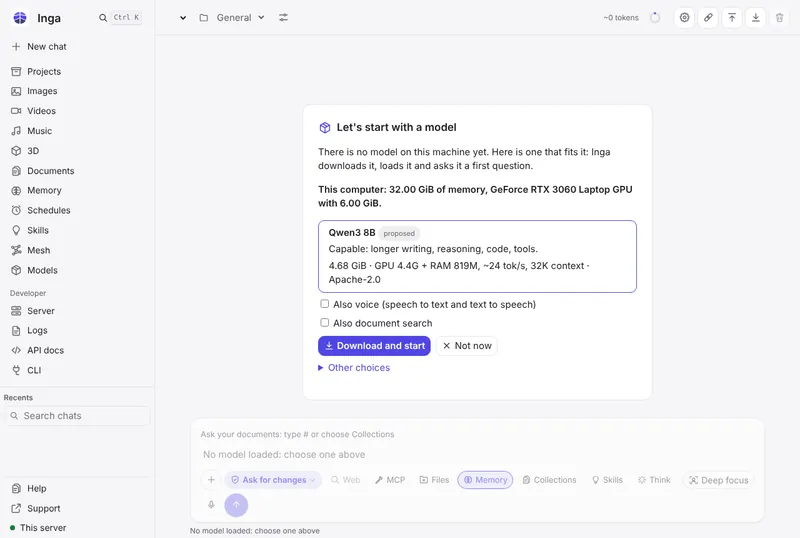 Inga
Ctrl K
New chat
Projects
Images
Videos
Music
3D
Documents
Memory
Schedules
Skills
Mesh
Models
Developer
Server
Logs
API docs
CLI
Recents
Search chats
Help
Support
This server
General
~0 tokens
Let's start with a model
There is no model on this machine yet. Here is one that fits it: Inga
downloads it, loads it and asks it a first question.
This computer: 32.00 GiB of memory, GeForce RTX 3060 Laptop GPU
with 6.00 GiB.
Qwen3 8B proposed
Capable: longer writing, reasoning, code, tools.
4.68 GiB · GPU 4.4G + RAM 819M, ~24 tok/s, 32K context ·
Apache-2.0
Also voice (speech to text and text to speech)
Also document search
Download and start
Not now
Other choices
Ask your documents: type # or choose Collections
No model loaded: choose one above
Ask for changes
Web
MCP
Files
Memory
Collections
Skills
Think
Deep focus
No model loaded: choose one above